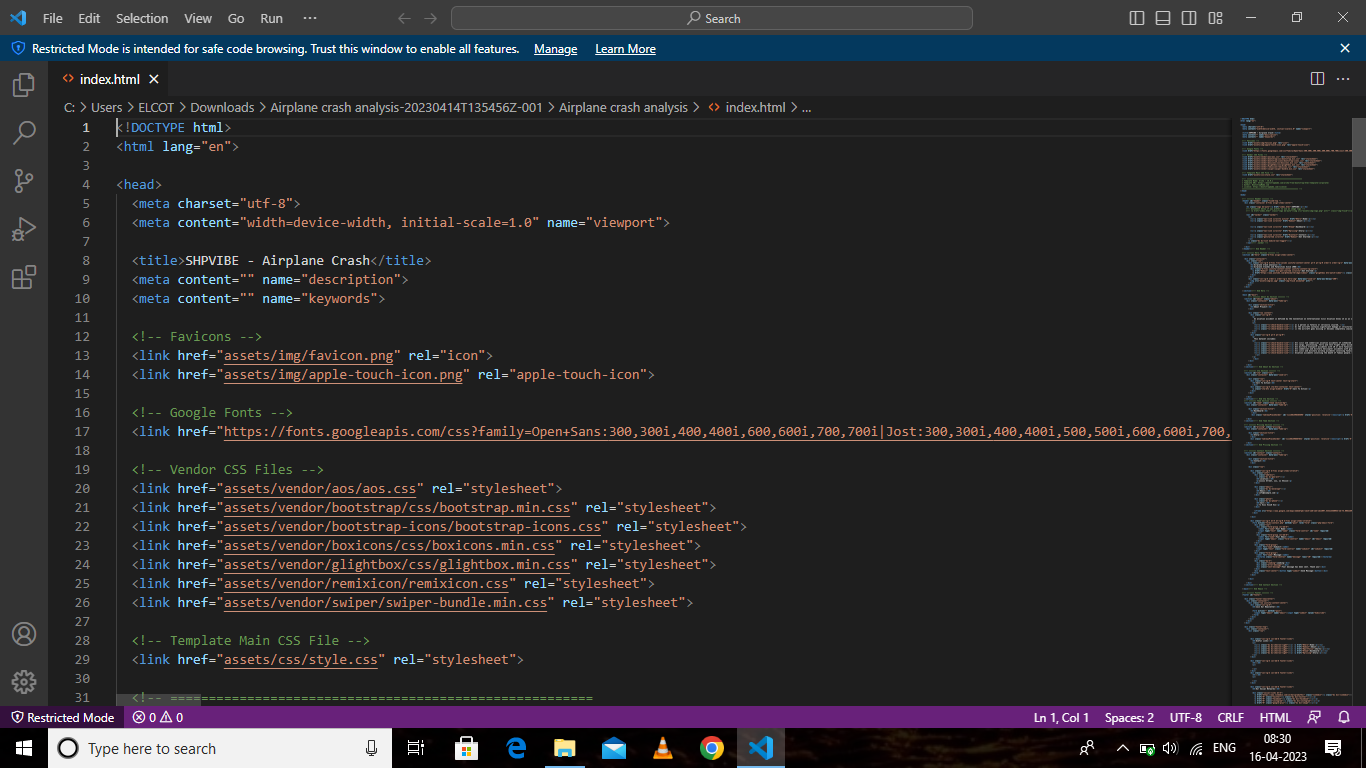 File Edit Selection View Go Run ··· Search
Restricted Mode is intended for safe code browsing. Trust this window to enable all features. Manage Learn More
index.html
C: > Users > ELCOT > Downloads > Airplane crash analysis-20230414T135456Z-001 > Airplane crash analysis > index.html > ...
1 <!DOCTYPE html>
2 <html lang="en">
3
4 <head>
5 <meta charset="utf-8">
6 <meta content="width=device-width, initial-scale=1.0" name="viewport">
7
8 <title>SHPVIBE - Airplane Crash</title>
9 <meta content="" name="description">
10 <meta content="" name="keywords">
11
12 <!-- Favicons -->
13 <link href="assets/img/favicon.png" rel="icon">
14 <link href="assets/img/apple-touch-icon.png" rel="apple-touch-icon">
15
16 <!-- Google Fonts -->
17 <link href="https://fonts.googleapis.com/css?family=Open+Sans:300,300i,400,400i,600,600i,700,700i|Jost:300,300i,400,400i,500,500i,600,600i,700,
18
19 <!-- Vendor CSS Files -->
20 <link href="assets/vendor/aos/aos.css" rel="stylesheet">
21 <link href="assets/vendor/bootstrap/css/bootstrap.min.css" rel="stylesheet">
22 <link href="assets/vendor/bootstrap-icons/bootstrap-icons.css" rel="stylesheet">
23 <link href="assets/vendor/boxicons/css/boxicons.min.css" rel="stylesheet">
24 <link href="assets/vendor/glightbox/css/glightbox.min.css" rel="stylesheet">
25 <link href="assets/vendor/remixicon/remixicon.css" rel="stylesheet">
26 <link href="assets/vendor/swiper/swiper-bundle.min.css" rel="stylesheet">
27
28 <!-- Template Main CSS File -->
29 <link href="assets/css/style.css" rel="stylesheet">
30
31 <!-- =======================================================
Restricted Mode 0 0 Ln 1, Col 1 Spaces: 2 UTF-8 CRLF HTML
Type here to search ENG 08:30
16-04-2023